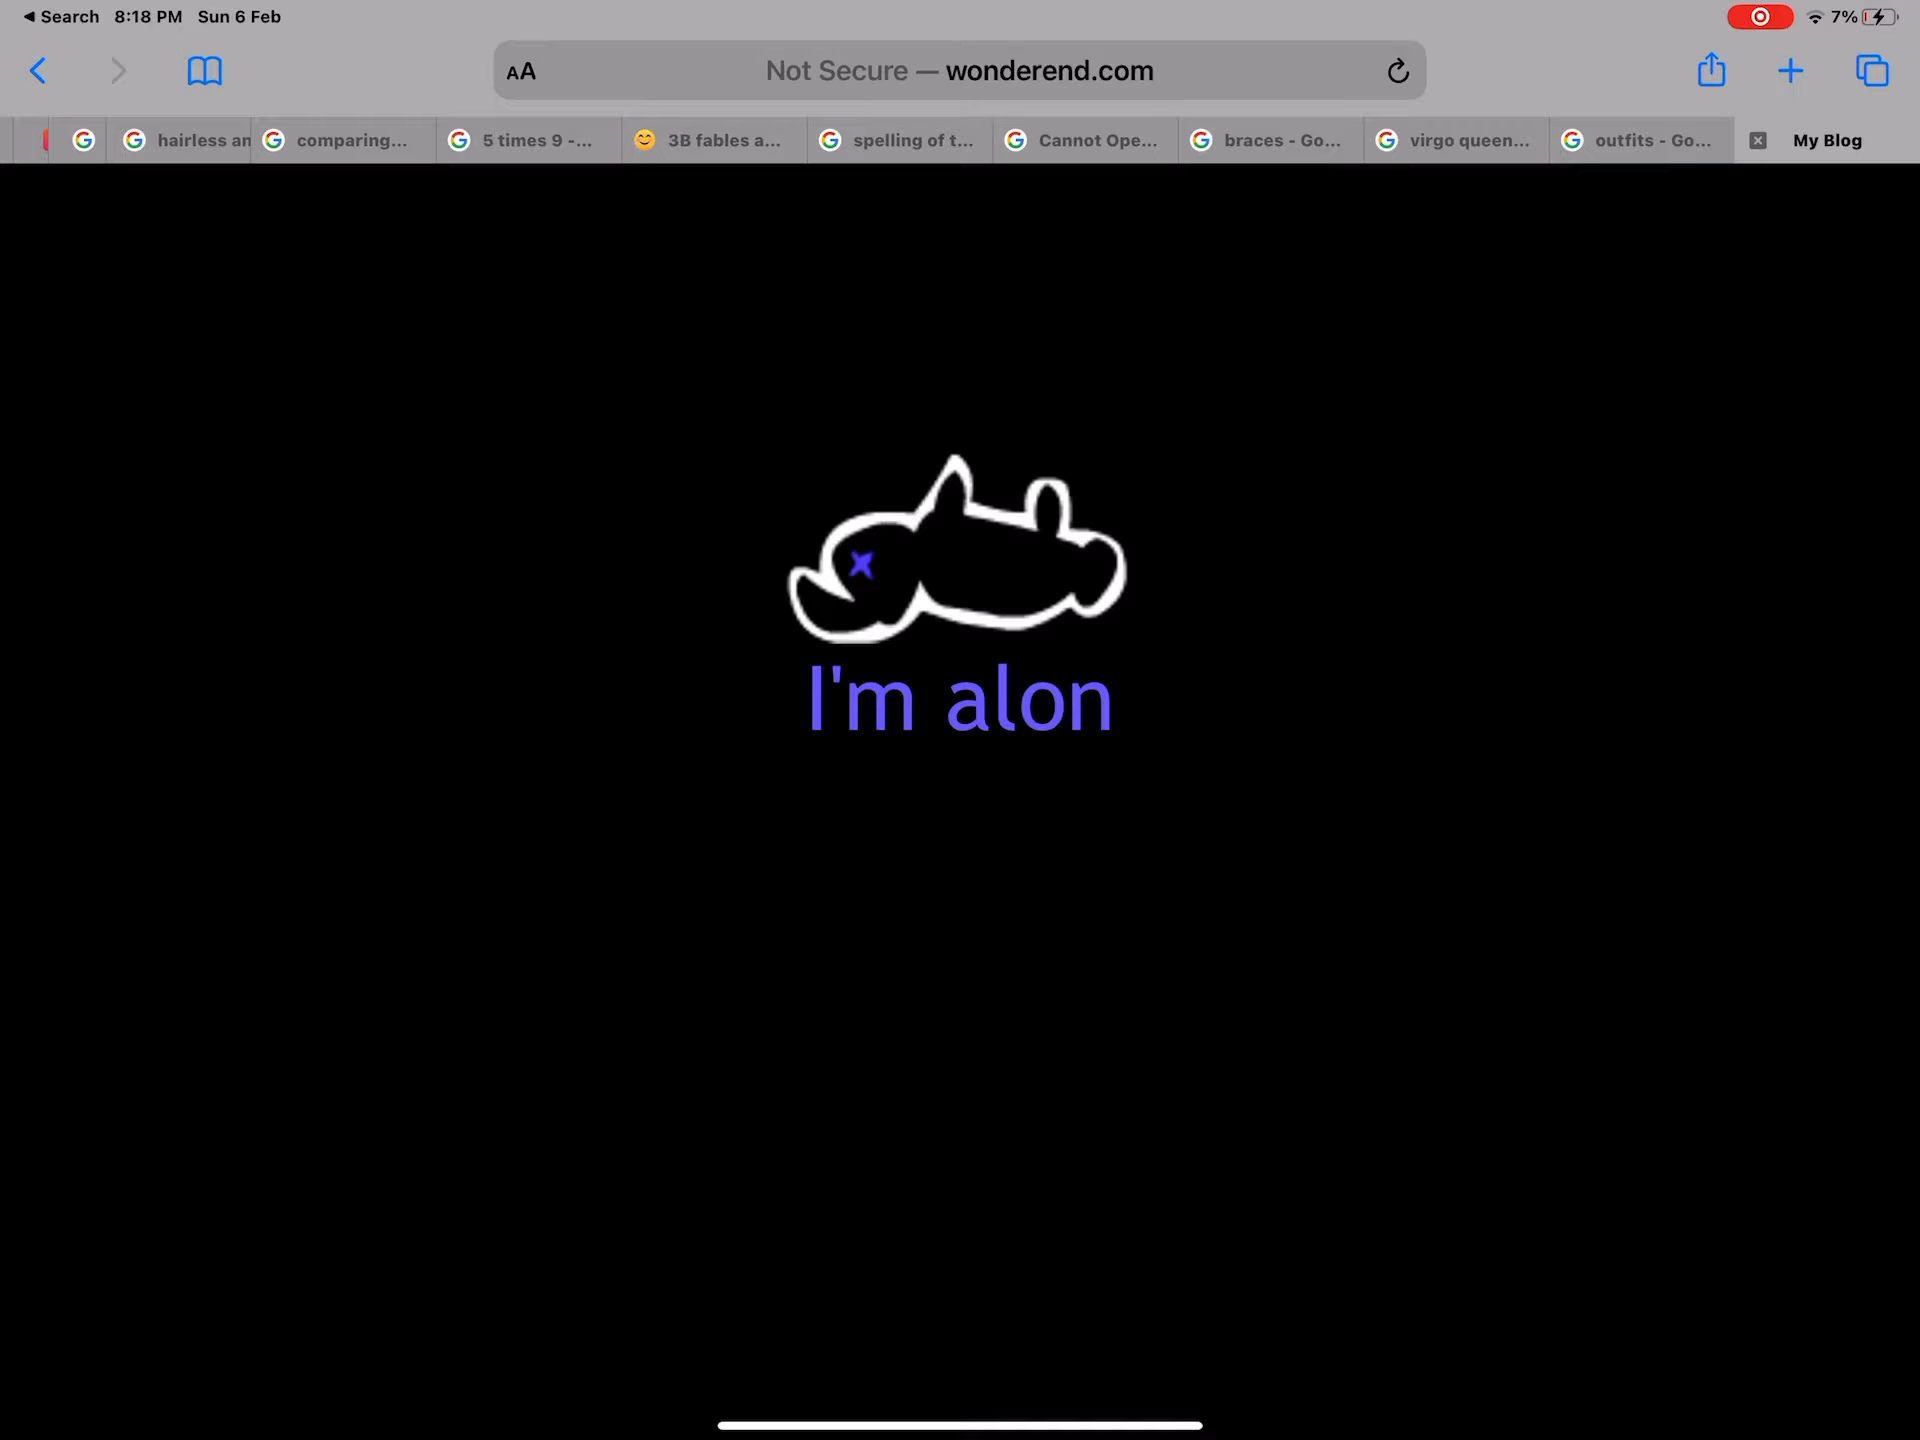 ◀ Search 8:18 PM Sun 6 Feb 7%
AA Not Secure — wonderend.com
hairless an comparing... 5 times 9 -... 3B fables a... spelling of t... Cannot Ope... braces - Go... virgo queen... outfits - Go... My Blog
I'm alon